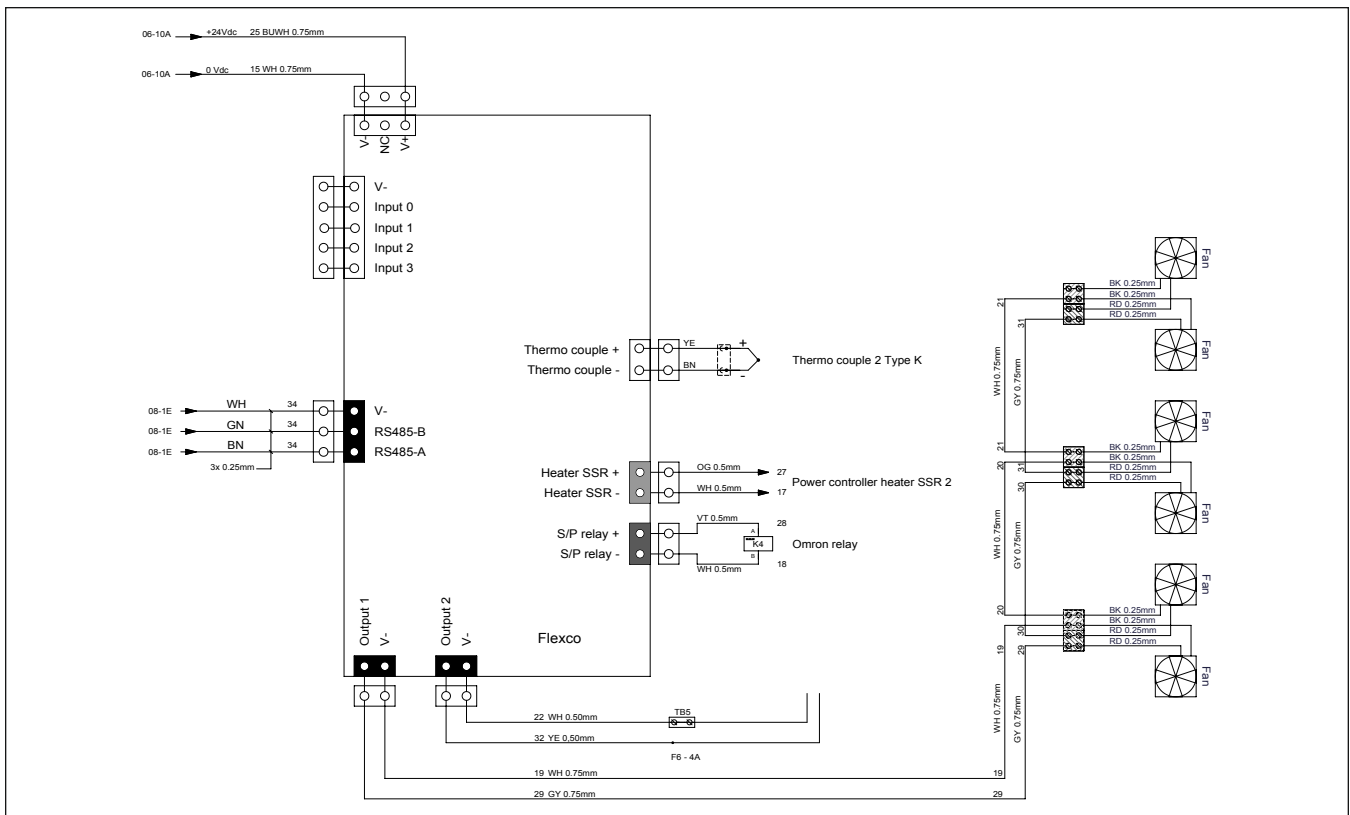 06-10A +24Vdc 25 BUWH 0.75mm
06-10A 0 Vdc 15 WH 0.75mm
V-
NC
V+
V-
Input 0
Input 1
Input 2
Input 3
Thermo couple + YE +
Thermo couple - BN -
Thermo couple 2 Type K
08-1E WH 34 V-
08-1E GN 34 RS485-B
08-1E BN 34 RS485-A
3x 0.25mm
Heater SSR + OG 0.5mm 27
Heater SSR - WH 0.5mm 17
Power controller heater SSR 2
S/P relay + VT 0.5mm 28
A
K4
B
Omron relay
S/P relay - WH 0.5mm 18
Output 1
V-
Output 2
V-
Flexco
22 WH 0.50mm TB5
32 YE 0,50mm
F6 - 4A
19 WH 0.75mm 19
29 GY 0.75mm 29
Fan
BK 0.25mm
BK 0.25mm
RD 0.25mm
RD 0.25mm
21
31
Fan
WH 0.75mm
GY 0.75mm
Fan
21
20
31
30
BK 0.25mm
BK 0.25mm
RD 0.25mm
RD 0.25mm
Fan
WH 0.75mm
GY 0.75mm
Fan
20
30
19
29
BK 0.25mm
BK 0.25mm
RD 0.25mm
RD 0.25mm
Fan
WH 0.75mm
GY 0.75mm